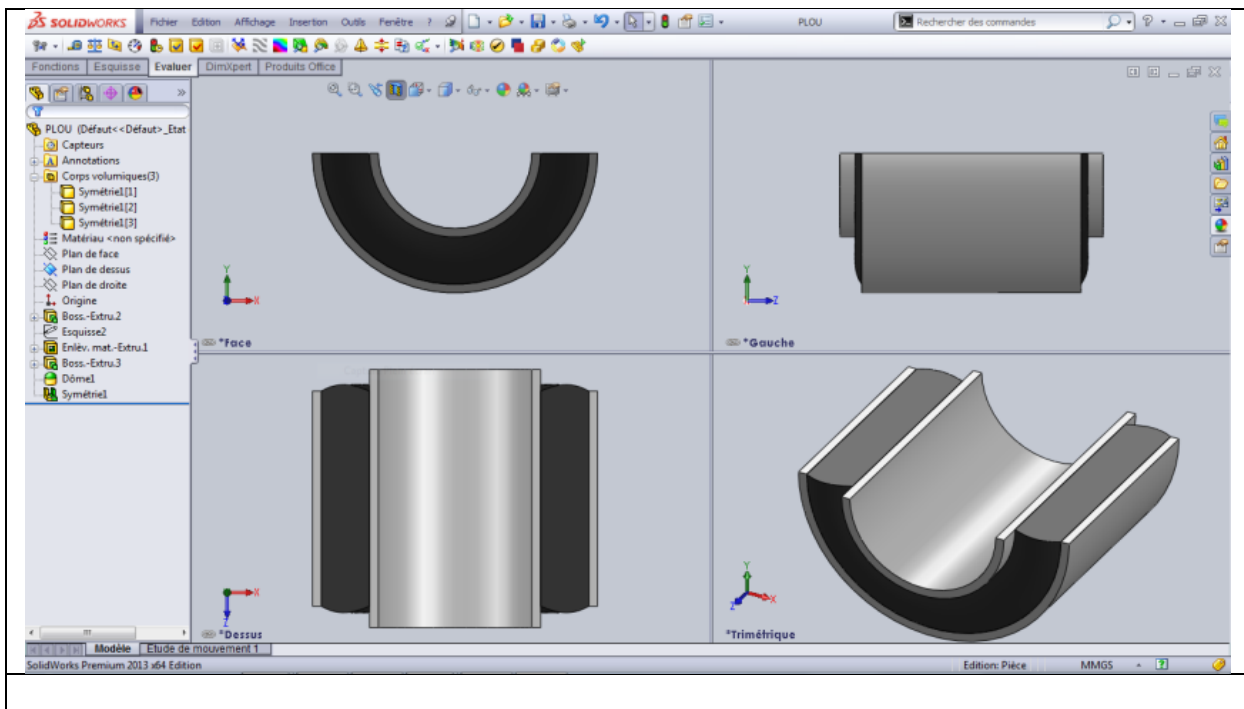 SOLIDWORKS Fichier Edition Affichage Insertion Outils Fenêtre ? PLOU Rechercher des commandes ?
Fonctions Esquisse Evaluer DimXpert Produits Office
PLOU (Défaut<<Défaut>_Etat
Capteurs
Annotations
Corps volumiques(3)
Symétrie1[1]
Symétrie1[2]
Symétrie1[3]
Matériau <non spécifié>
Plan de face
Plan de dessus
Plan de droite
Origine
Boss.-Extru.2
Esquisse2
Enlèv. mat.-Extru.1
Boss.-Extru.3
Dôme1
Symétrie1
Y
X
*Face
Y
Z
*Gauche
X
Z
*Dessus
Y
X
Z
*Trimétrique
Modèle Etude de mouvement 1
SolidWorks Premium 2013 x64 Edition Edition: Pièce MMGS ?